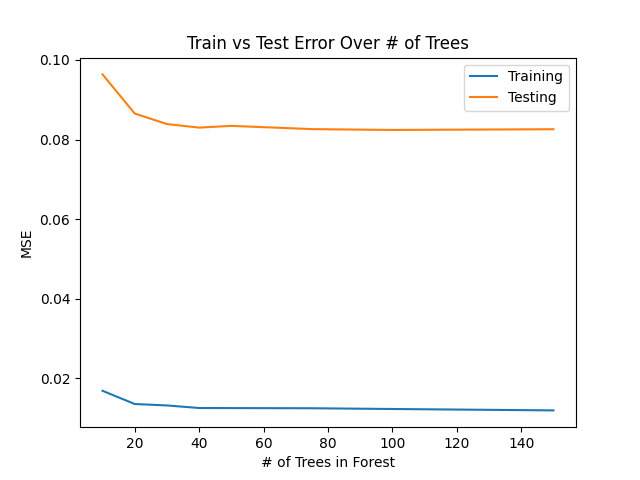 Train vs Test Error Over # of Trees
Training
Testing
0.10
0.08
0.06
0.04
0.02
MSE
20 40 60 80 100 120 140
# of Trees in Forest